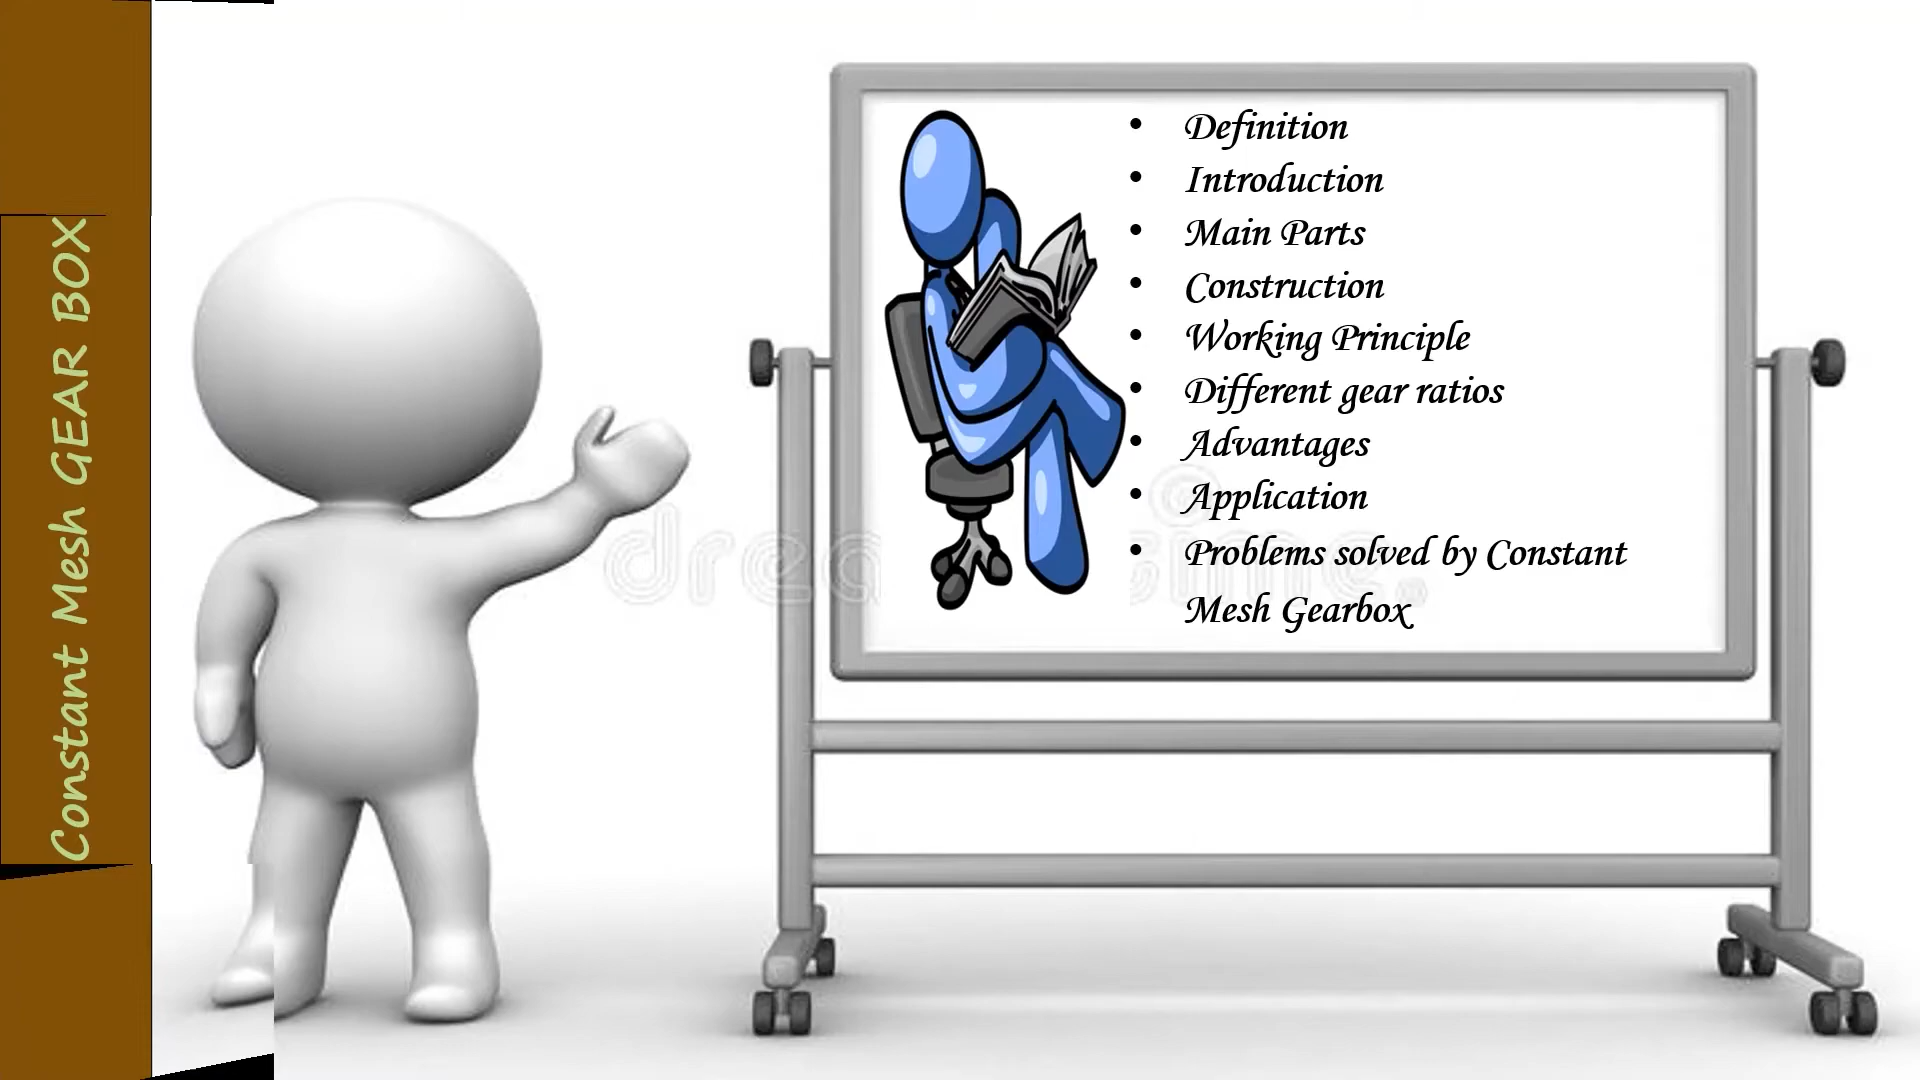 Constant Mesh GEAR BOX
• Definition
• Introduction
• Main Parts
• Construction
• Working Principle
• Different gear ratios
• Advantages
• Application
• Problems solved by Constant
Mesh Gearbox